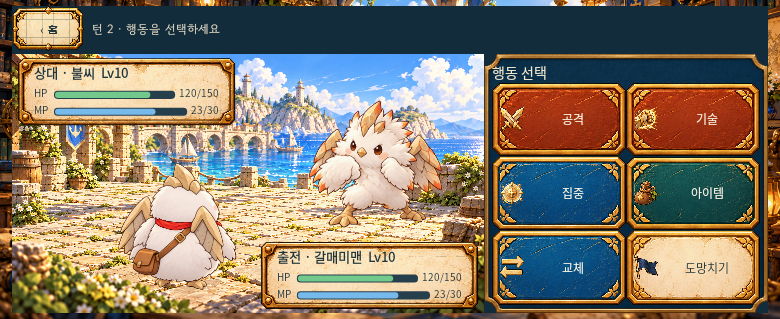 ‹ 홈
턴 2 · 행동을 선택하세요
상대 · 불씨 Lv10
HP 120/150
MP 23/30
출전 · 갈매미맨 Lv10
HP 120/150
MP 23/30
행동 선택
공격
기술
집중
아이템
교체
도망치기